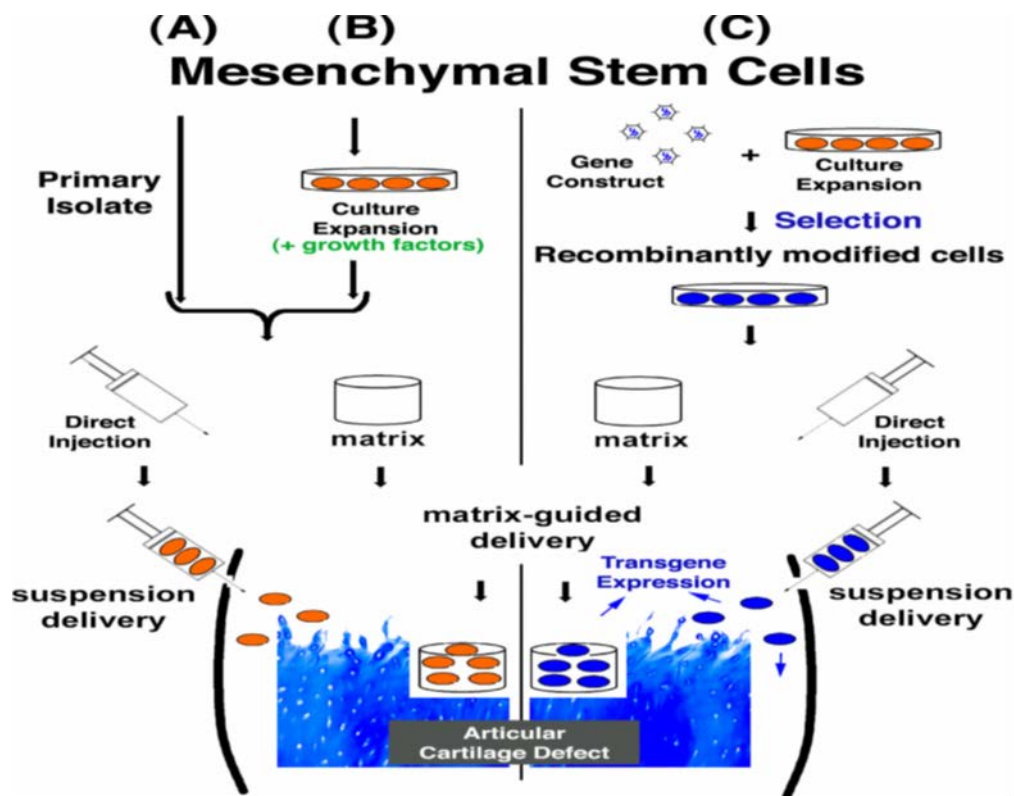 (A) (B) (C)
Mesenchymal Stem Cells
Primary
Isolate
Culture
Expansion
(+ growth factors)
Gene
Construct
+
Culture
Expansion
Selection
Recombinantly modified cells
Direct
Injection
matrix
matrix
Direct
Injection
matrix-guided
delivery
suspension
delivery
Transgene
Expression
suspension
delivery
Articular
Cartilage Defect